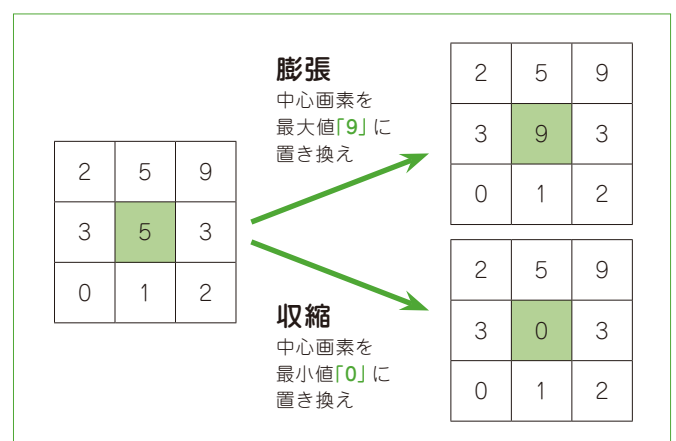 2 5 9
3 5 3
0 1 2
膨張
中心画素を
最大値「9」に
置き換え
2 5 9
3 9 3
0 1 2
収縮
中心画素を
最小値「0」に
置き換え
2 5 9
3 0 3
0 1 2